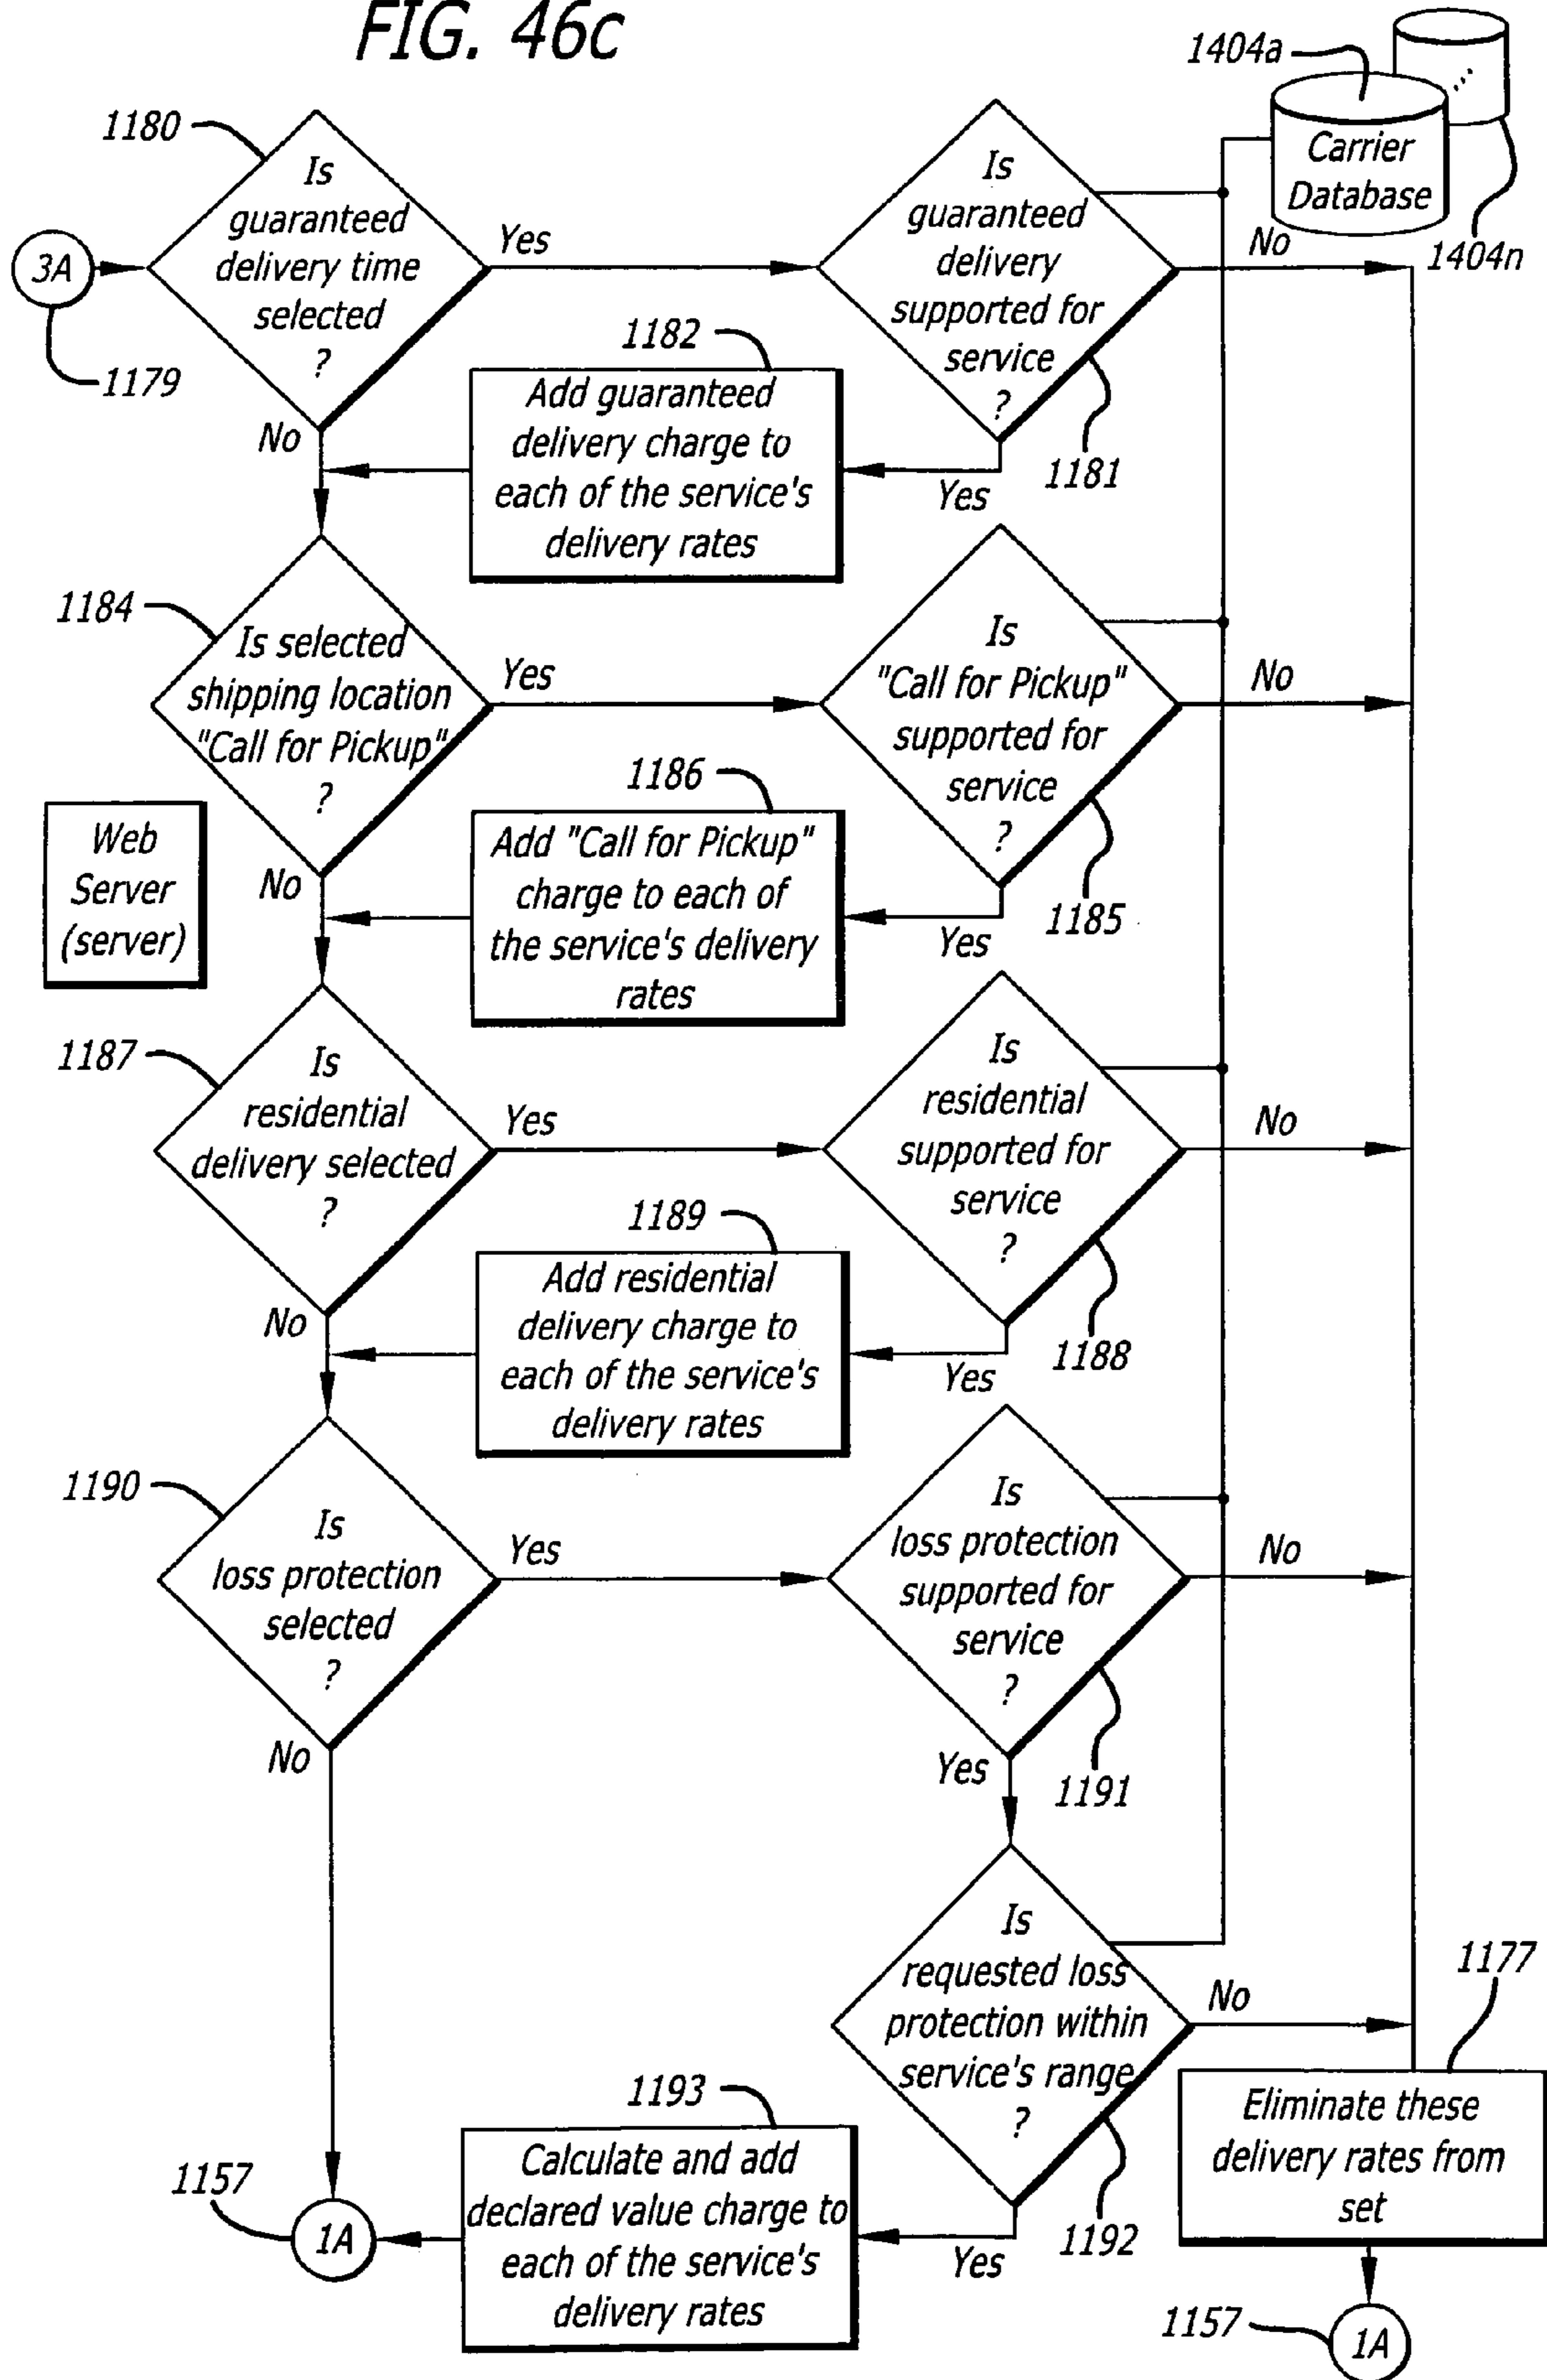 FIG. 46c
1404a
1180
Is
guaranteed
delivery time
selected
?
Is
guaranteed
delivery
supported for
service
?
Carrier
Database
...
1404n
3A
1179
Yes
No
1182
Add guaranteed
delivery charge to
each of the service's
delivery rates
No
Yes
1181
1184
Is selected
shipping location
"Call for Pickup"
?
Yes
Is
"Call for Pickup"
supported for
service
?
No
Web
Server
(server)
1186
Add "Call for Pickup"
charge to each of
the service's delivery
rates
No
Yes
1185
1187
Is
residential
delivery selected
?
Yes
Is
residential
supported for
service
?
No
1189
Add residential
delivery charge to
each of the service's
delivery rates
No
Yes
1188
1190
Is
loss protection
selected
?
Yes
Is
loss protection
supported for
service
?
No
No
Yes
1191
Is
requested loss
protection within
service's range
?
No
1177
Eliminate these
delivery rates from
set
1193
Calculate and add
declared value charge to
each of the service's
delivery rates
Yes
1192
1157
1A
1157
1A